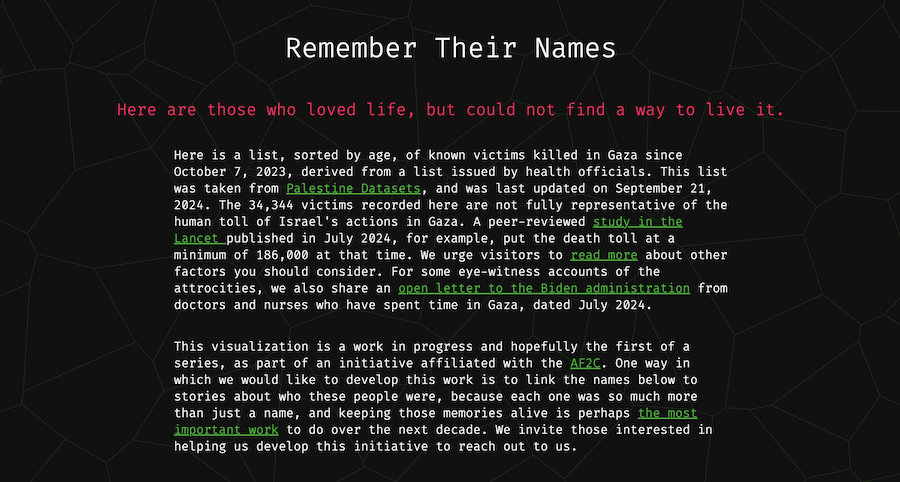 Remember Their Names
Here are those who loved life, but could not find a way to live it.
Here is a list, sorted by age, of known victims killed in Gaza since
October 7, 2023, derived from a list issued by health officials. This list
was taken from Palestine Datasets, and was last updated on September 21,
2024. The 34,344 victims recorded here are not fully representative of the
human toll of Israel's actions in Gaza. A peer-reviewed study in the
Lancet published in July 2024, for example, put the death toll at a
minimum of 186,000 at that time. We urge visitors to read more about other
factors you should consider. For some eye-witness accounts of the
attrocities, we also share an open letter to the Biden administration from
doctors and nurses who have spent time in Gaza, dated July 2024.
This visualization is a work in progress and hopefully the first of a
series, as part of an initiative affiliated with the AF2C. One way in
which we would like to develop this work is to link the names below to
stories about who these people were, because each one was so much more
than just a name, and keeping those memories alive is perhaps the most
important work to do over the next decade. We invite those interested in
helping us develop this initiative to reach out to us.